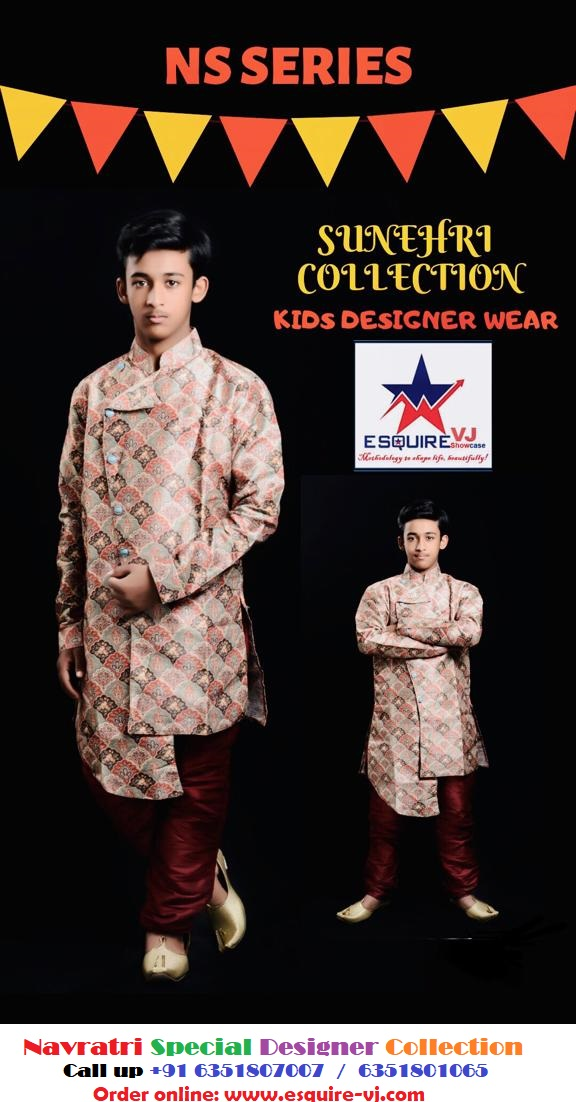 NS SERIES
SUNEHRI
COLLECTION
KIDS DESIGNER WEAR
ESQUIRE VJ
Showcase
Methodology to shape life, beautifully!
Navratri Special Designer Collection
Call up +91 6351807007 / 6351801065
Order online: www.esquire-vj.com